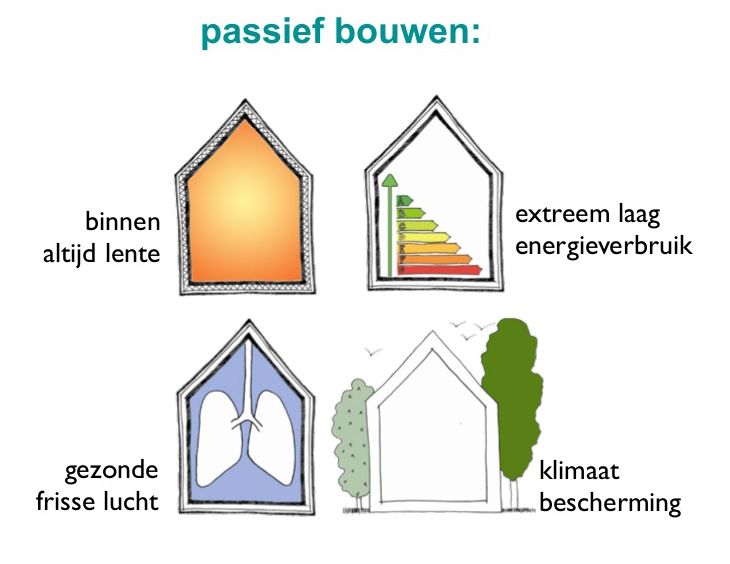 passief bouwen:
binnen
altijd lente
extreem laag
energieverbruik
gezonde
frisse lucht
klimaat
bescherming